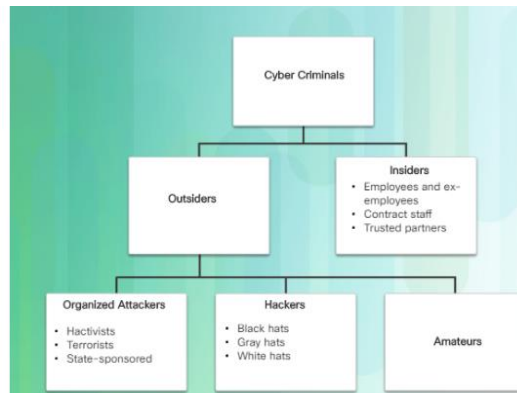 Cyber Criminals
Outsiders
Insiders
• Employees and ex-
employees
• Contract staff
• Trusted partners
Organized Attackers
• Hactivists
• Terrorists
• State-sponsored
Hackers
• Black hats
• Gray hats
• White hats
Amateurs